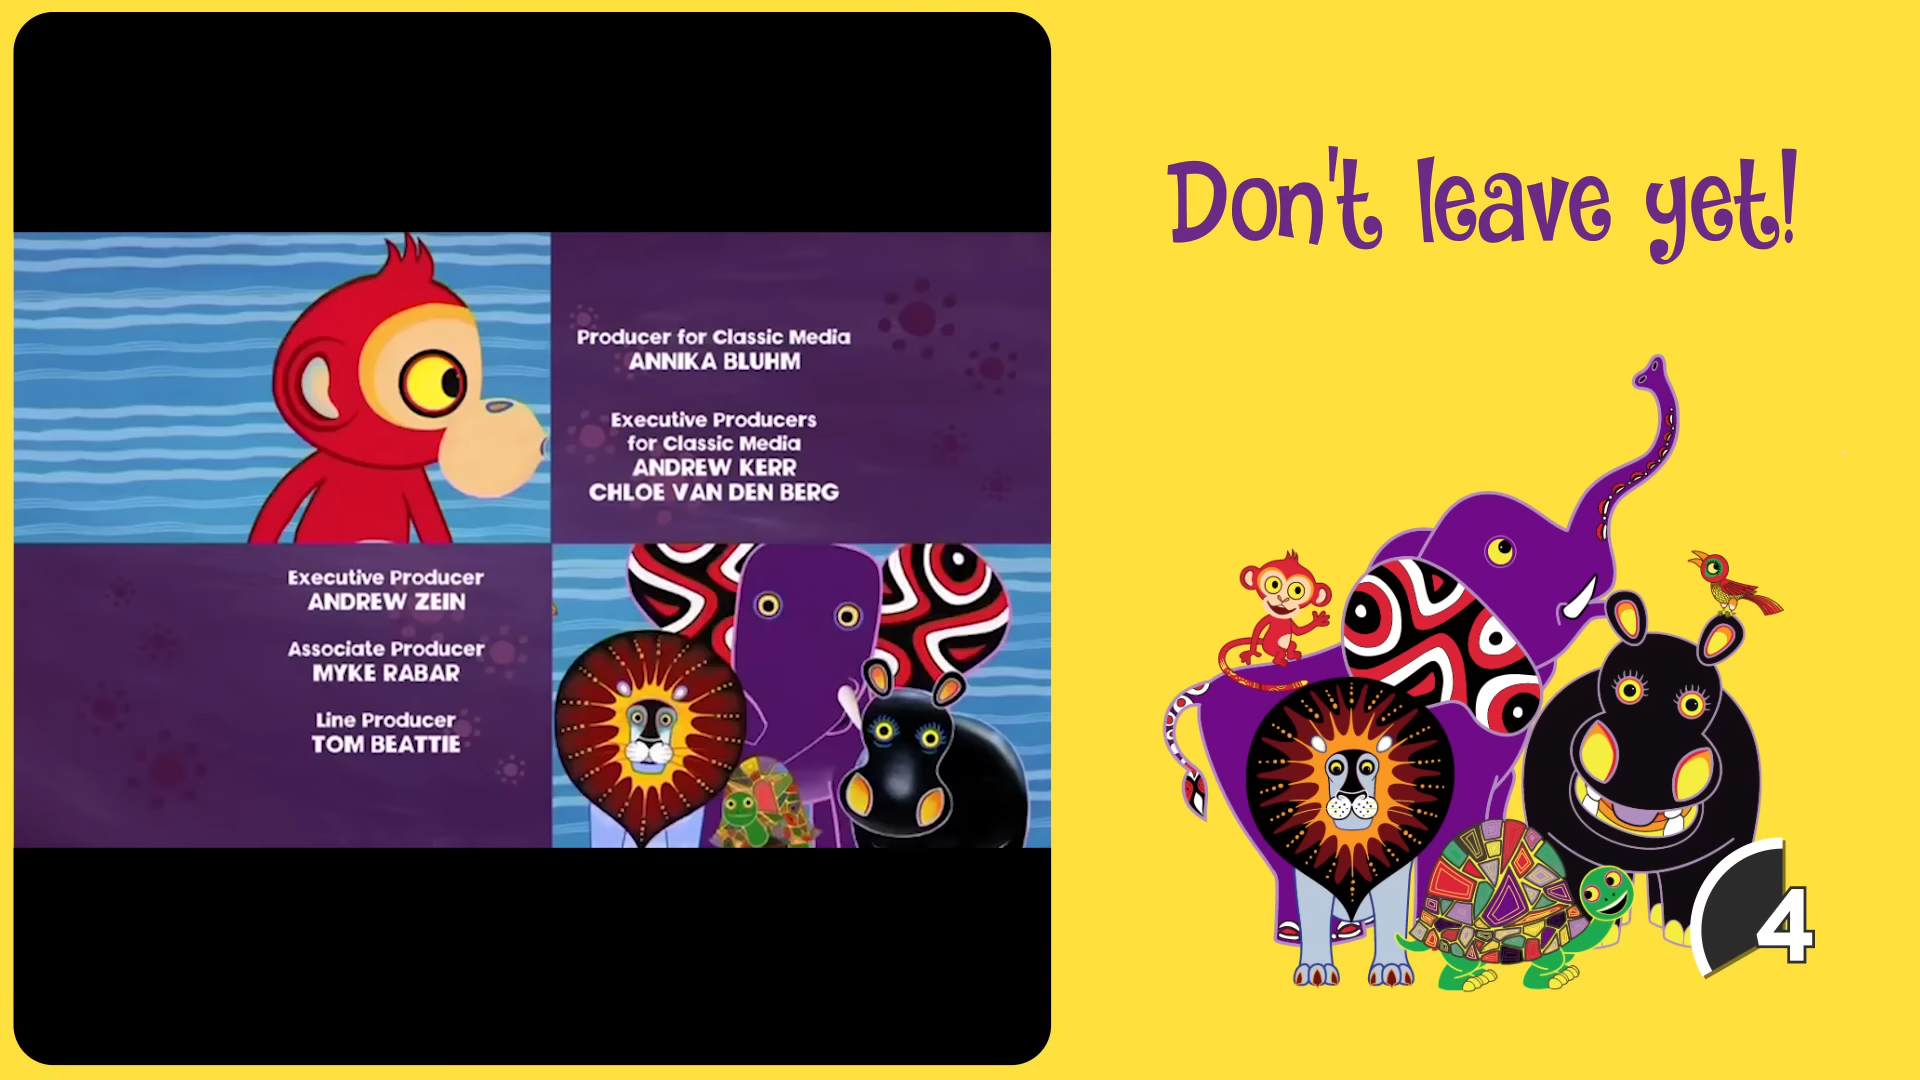 Producer for Classic Media
ANNIKA BLUHM
Executive Producers
for Classic Media
ANDREW KERR
CHLOE VAN DEN BERG
Executive Producer
ANDREW ZEIN
Associate Producer
MYKE RABAR
Line Producer
TOM BEATTIE
Don't leave yet!
4